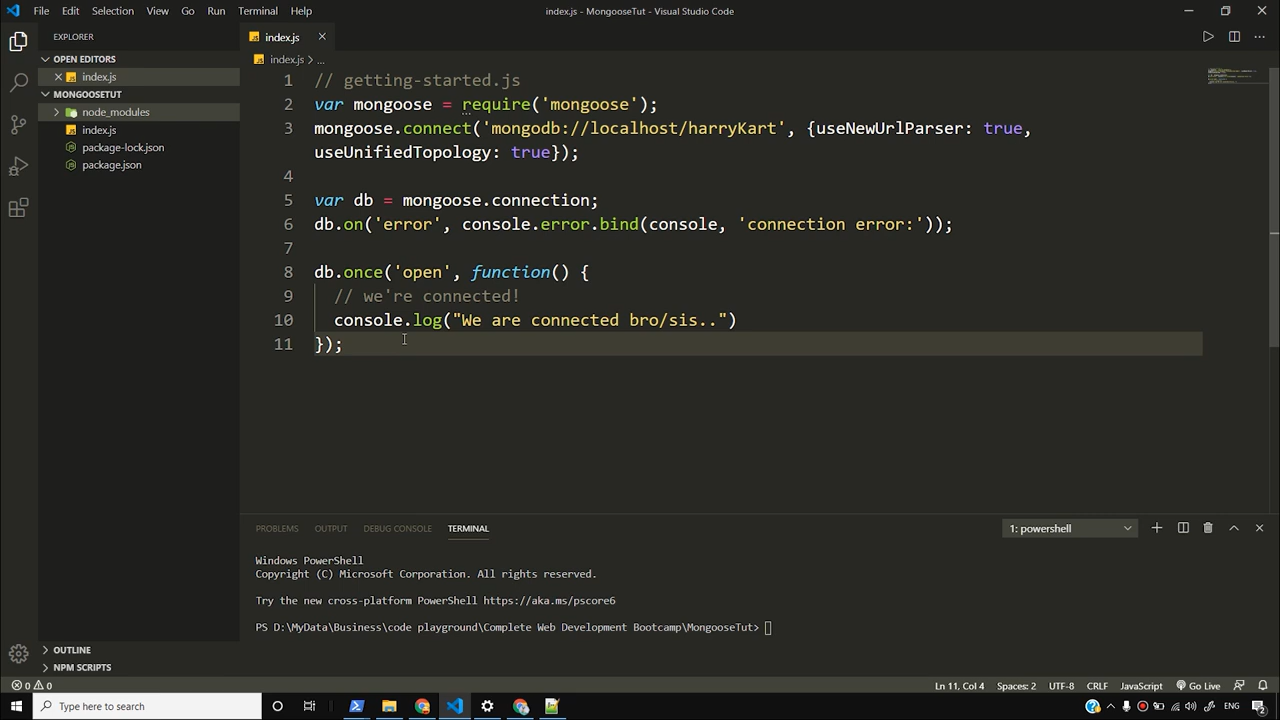 File Edit Selection View Go Run Terminal Help
index.js - MongooseTut - Visual Studio Code
EXPLORER
OPEN EDITORS
index.js
MONGOOSETUT
node_modules
index.js
package-lock.json
package.json
OUTLINE
NPM SCRIPTS
index.js
index.js > ...
1 // getting-started.js
2 var mongoose = require('mongoose');
3 mongoose.connect('mongodb://localhost/harryKart', {useNewUrlParser: true,
useUnifiedTopology: true});
4
5 var db = mongoose.connection;
6 db.on('error', console.error.bind(console, 'connection error:'));
7
8 db.once('open', function() {
9 // we're connected!
10 console.log("We are connected bro/sis..")
11 });
PROBLEMS OUTPUT DEBUG CONSOLE TERMINAL
1: powershell
Windows PowerShell
Copyright (C) Microsoft Corporation. All rights reserved.
Try the new cross-platform PowerShell https://aka.ms/pscore6
PS D:\MyData\Business\code playground\Complete Web Development Bootcamp\MongooseTut>
0 0
Ln 11, Col 4 Spaces: 2 UTF-8 CRLF JavaScript Go Live
Type here to search
ENG
2